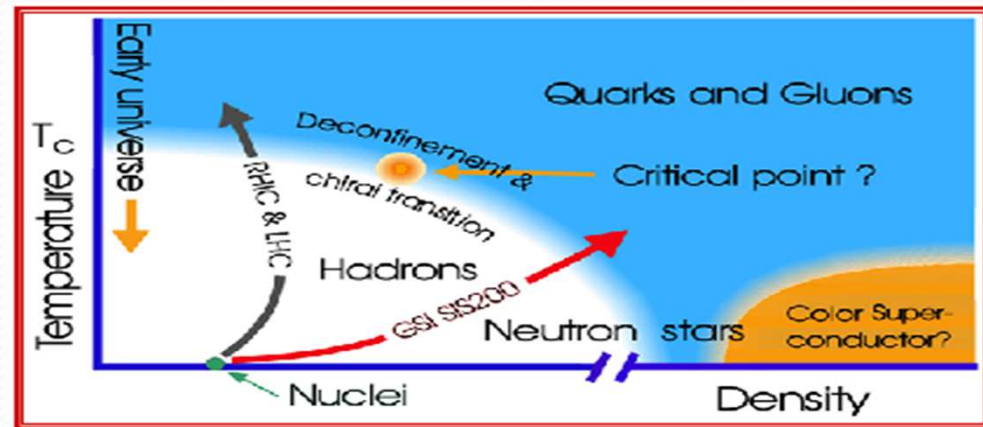 Temperature T_c
Early universe
Quarks and Gluons
Deconfinement &
chiral transition
Critical point ?
RHIC & LHC
Hadrons
GSI SIS200
Neutron stars
Color Super-
conductor?
Nuclei
Density